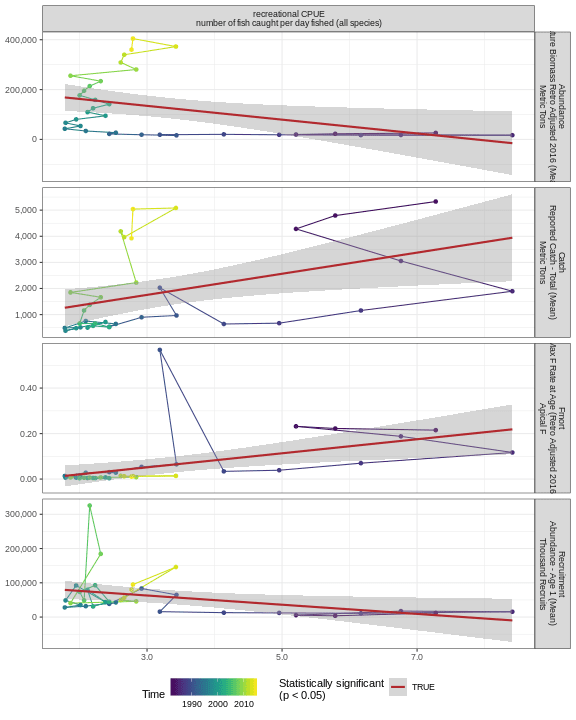 recreational CPUE
number of fish caught per day fished (all species)
400,000
200,000
0
Abundance
Biomass Retro Adjusted 2016
Metric Tons
5,000
4,000
3,000
2,000
1,000
Catch
Reported Catch - Total (Mean)
Metric Tons
0.40
0.20
0.00
Fmort
F Rate at Age (Retro Adjusted 2016
Apical F
300,000
200,000
100,000
0
Recruitment
Abundance - Age 1 (Mean)
Thousand Recruits
3.0
5.0
7.0
Time
1990 2000 2010
Statistically significant
(p < 0.05)
TRUE